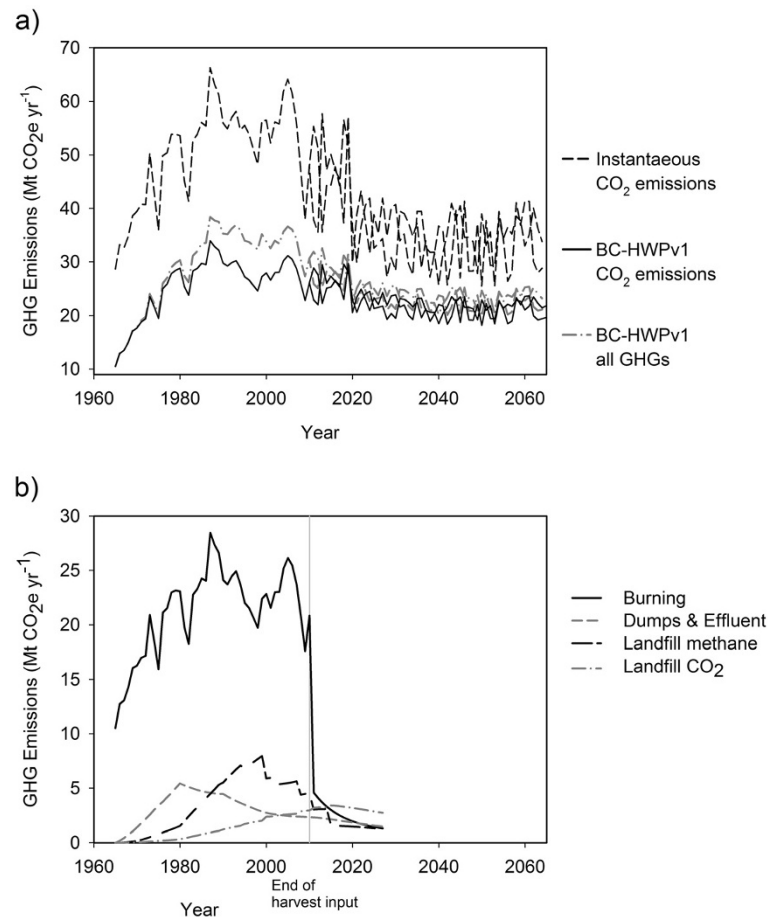 a)
GHG Emissions (Mt CO2e yr-1)
70
60
50
40
30
20
10
1960 1980 2000 2020 2040 2060
Year
Instantaeous
CO2 emissions
BC-HWPv1
CO2 emissions
BC-HWPv1
all GHGs
b)
GHG Emissions (Mt CO2e yr-1)
30
25
20
15
10
5
0
1960 1980 2000 2020 2040 2060
End of
harvest input
Year
Burning
Dumps & Effluent
Landfill methane
Landfill CO2